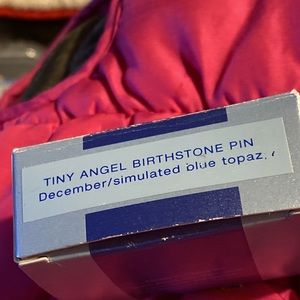 TINY ANGEL BIRTHSTONE PIN
December/simulated blue topaz.